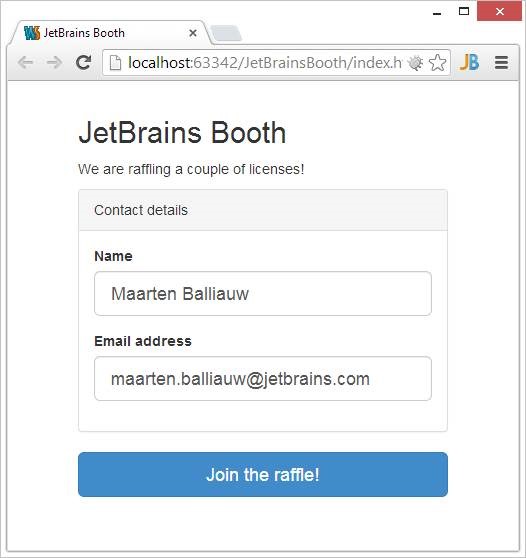 JetBrains Booth
localhost:63342/JetBrainsBooth/index.h
JB
JetBrains Booth
We are raffling a couple of licenses!
Contact details
Name
Maarten Balliauw
Email address
maarten.balliauw@jetbrains.com
Join the raffle!